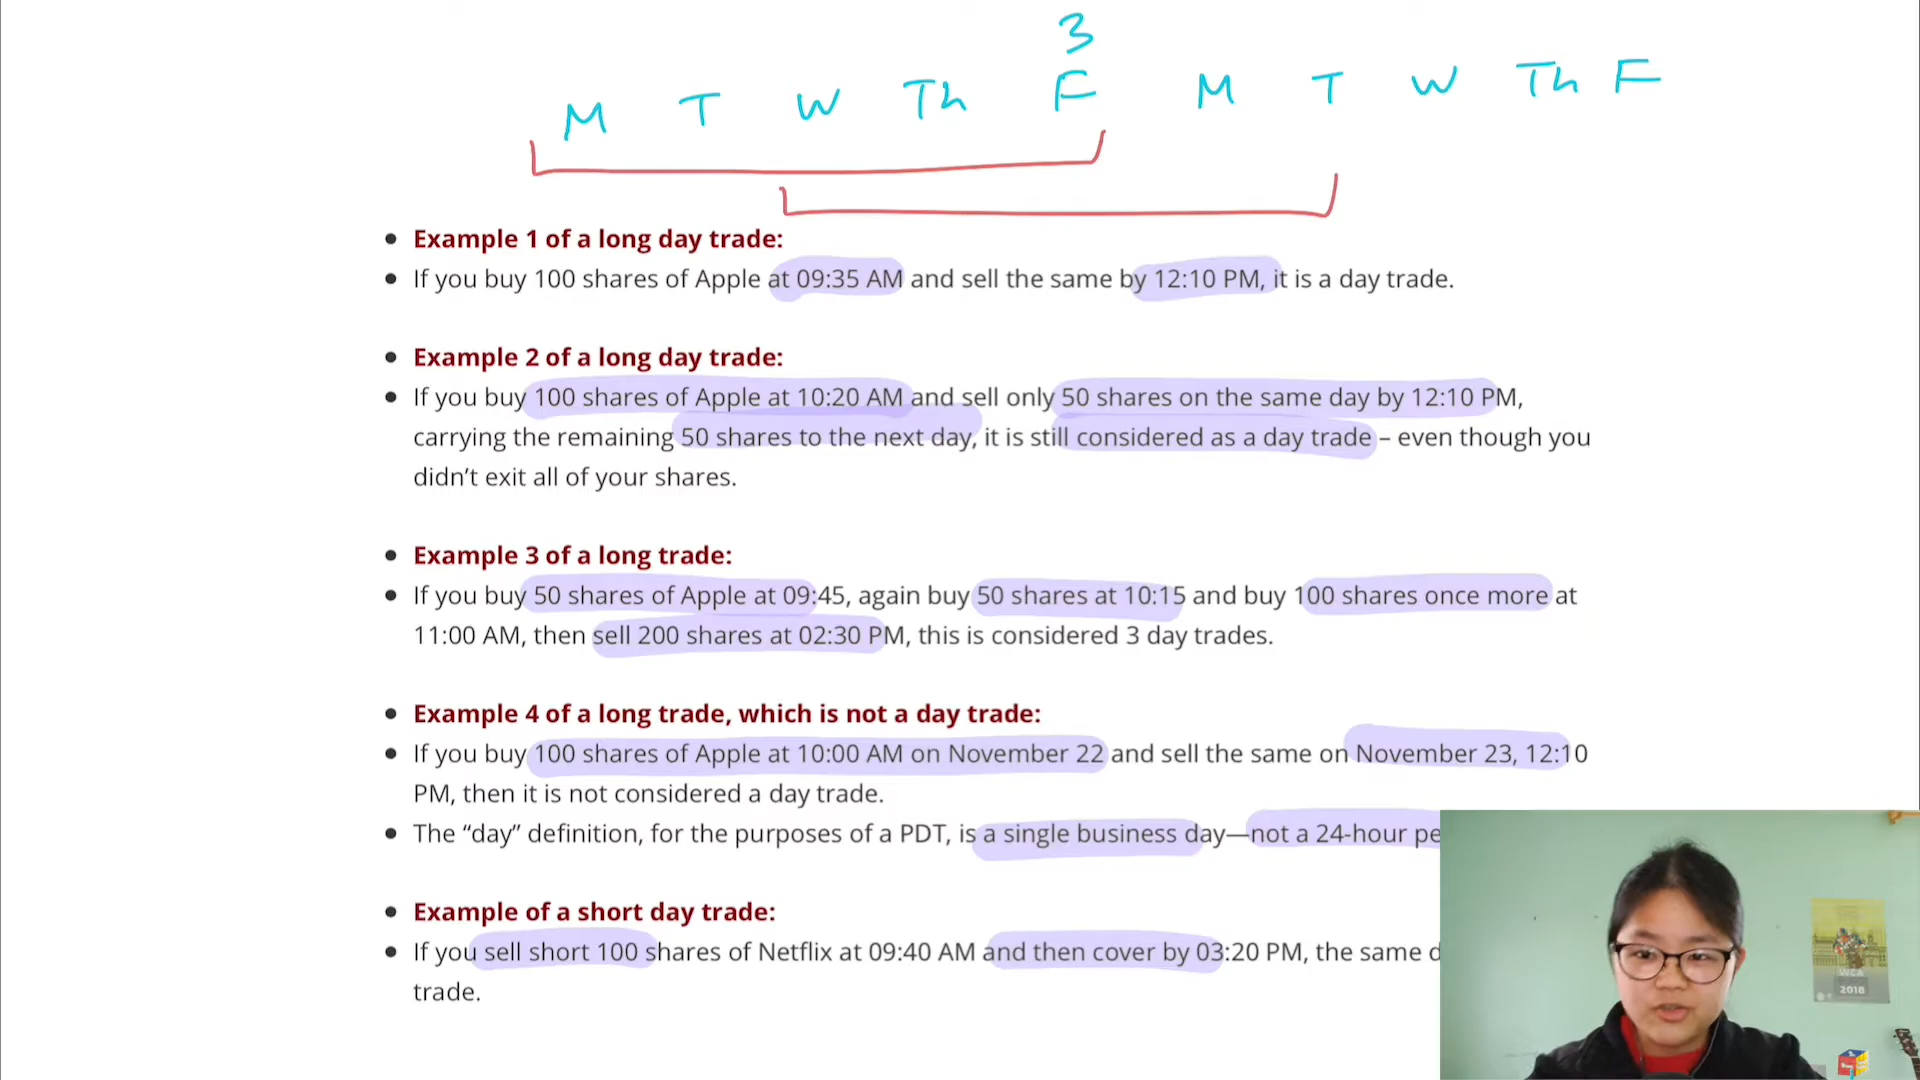 3
M T W Th F M T W Th F
Example 1 of a long day trade:
If you buy 100 shares of Apple at 09:35 AM and sell the same by 12:10 PM, it is a day trade.
Example 2 of a long day trade:
If you buy 100 shares of Apple at 10:20 AM and sell only 50 shares on the same day by 12:10 PM,
carrying the remaining 50 shares to the next day, it is still considered as a day trade – even though you
didn’t exit all of your shares.
Example 3 of a long trade:
If you buy 50 shares of Apple at 09:45, again buy 50 shares at 10:15 and buy 100 shares once more at
11:00 AM, then sell 200 shares at 02:30 PM, this is considered 3 day trades.
Example 4 of a long trade, which is not a day trade:
If you buy 100 shares of Apple at 10:00 AM on November 22 and sell the same on November 23, 12:10
PM, then it is not considered a day trade.
The “day” definition, for the purposes of a PDT, is a single business day—not a 24-hour pe
Example of a short day trade:
If you sell short 100 shares of Netflix at 09:40 AM and then cover by 03:20 PM, the same d
trade.
WCA
2018